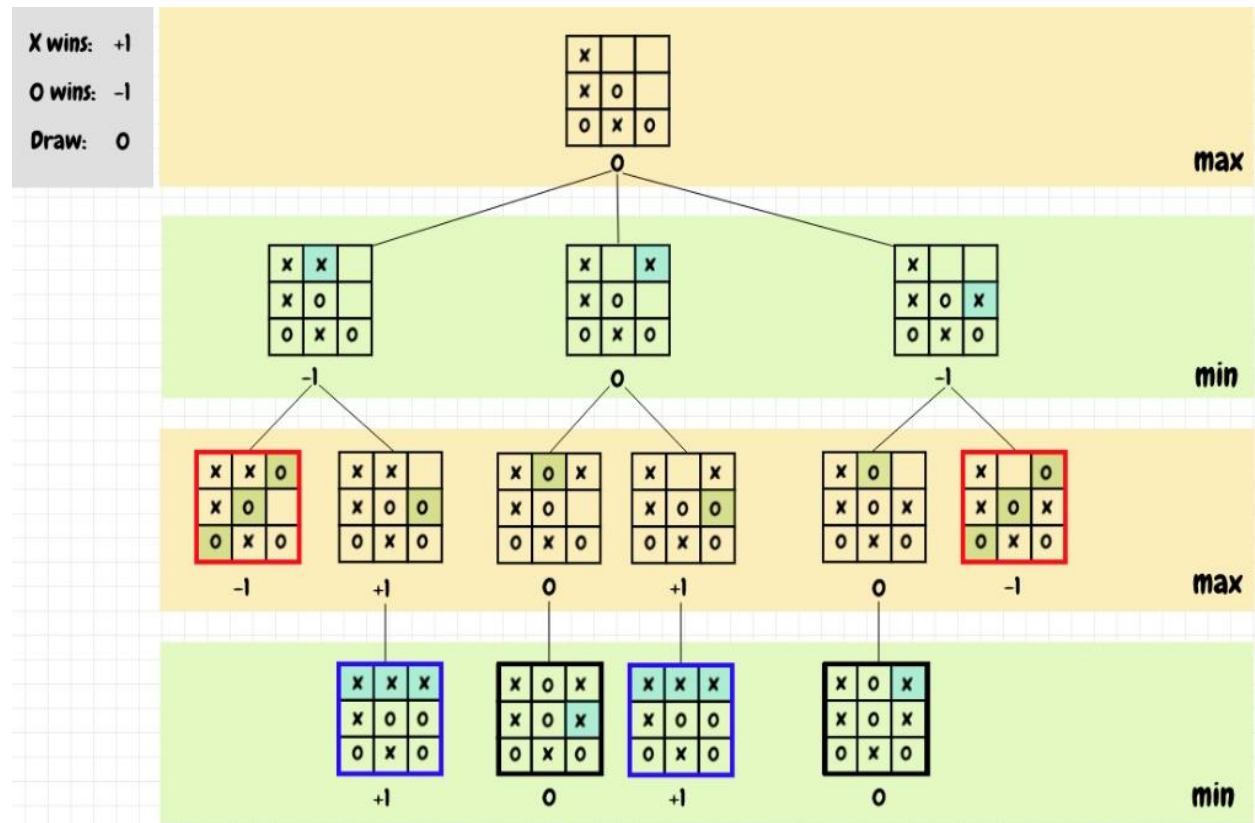 X wins: +1
O wins: -1
Draw: 0
X
X O
O X O
0
max
X X
X O
O X O
X X
X O
O X O
X
X O X
O X O
-1
0
-1
min
X X O
X O
O X O
X X
X O O
O X O
X O X
X O
O X O
X X
X O O
O X O
X O
X O X
O X O
X O
X O X
O X O
-1
+1
0
+1
0
-1
max
X X X
X O O
O X O
X O X
X O X
O X O
X X X
X O O
O X O
X O X
X O X
O X O
+1
0
+1
0
min